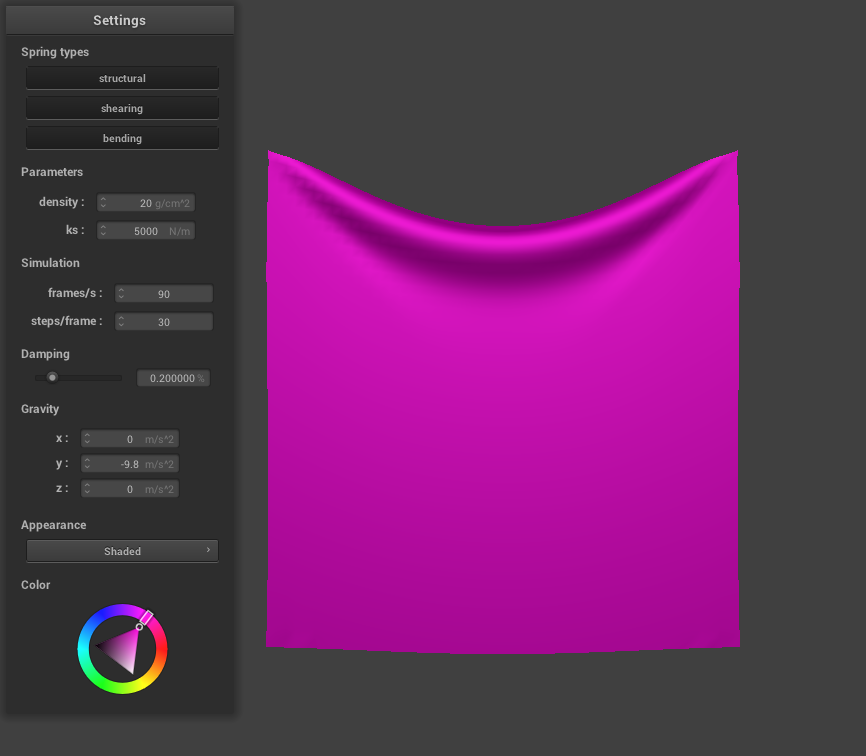 Settings
Spring types
structural
shearing
bending
Parameters
density : 20 g/cm^2
ks : 5000 N/m
Simulation
frames/s : 90
steps/frame : 30
Damping
0.200000 %
Gravity
x : 0 m/s^2
y : -9.8 m/s^2
z : 0 m/s^2
Appearance
Shaded
Color